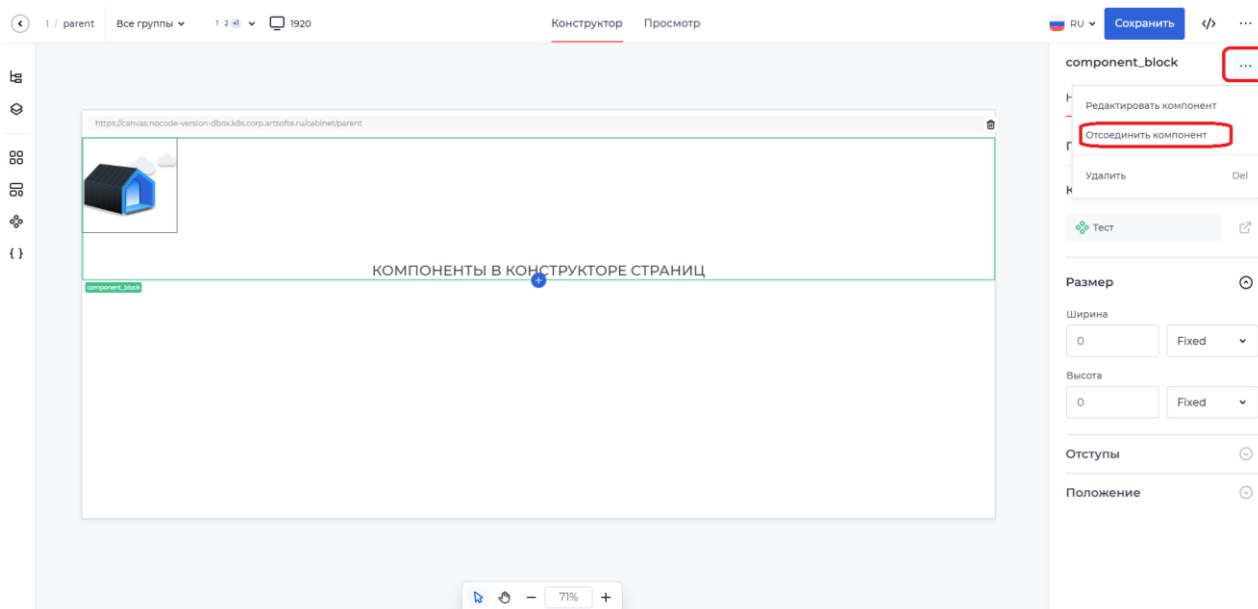 1 / parent
Все группы
1 2 +1
1920
Конструктор
Просмотр
RU
Сохранить
component_block
Редактировать компонент
Отсоединить компонент
Удалить Del
Тест
https://canvas.nocode-version-dbox.k8s.corp.artsofte.ru/cabinet/parent
КОМПОНЕНТЫ В КОНСТРУКТОРЕ СТРАНИЦ
component_block
Размер
Ширина
0 Fixed
Высота
0 Fixed
Отступы
Положение
71%